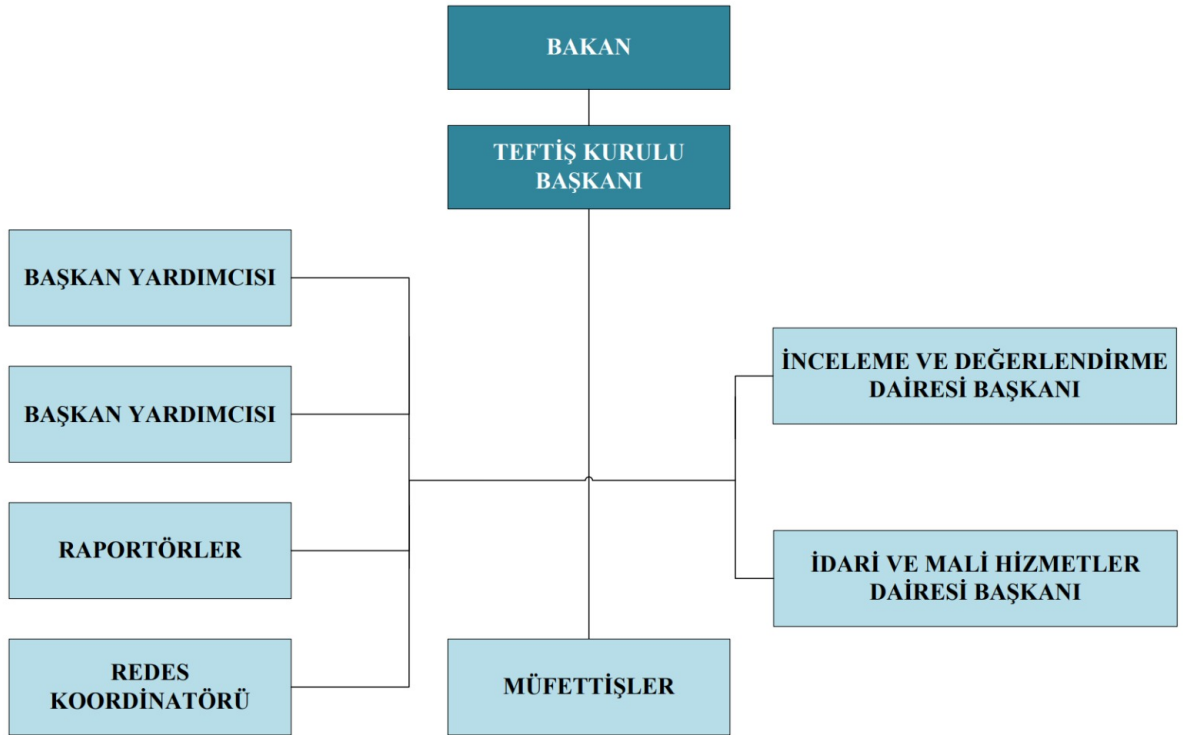 BAKAN
TEFTİŞ KURULU
BAŞKANI
BAŞKAN YARDIMCISI
BAŞKAN YARDIMCISI
RAPORTÖRLER
REDES
KOORDİNATÖRÜ
MÜFETTİŞLER
İNCELEME VE DEĞERLENDİRME
DAİRESİ BAŞKANI
İDARİ VE MALİ HİZMETLER
DAİRESİ BAŞKANI